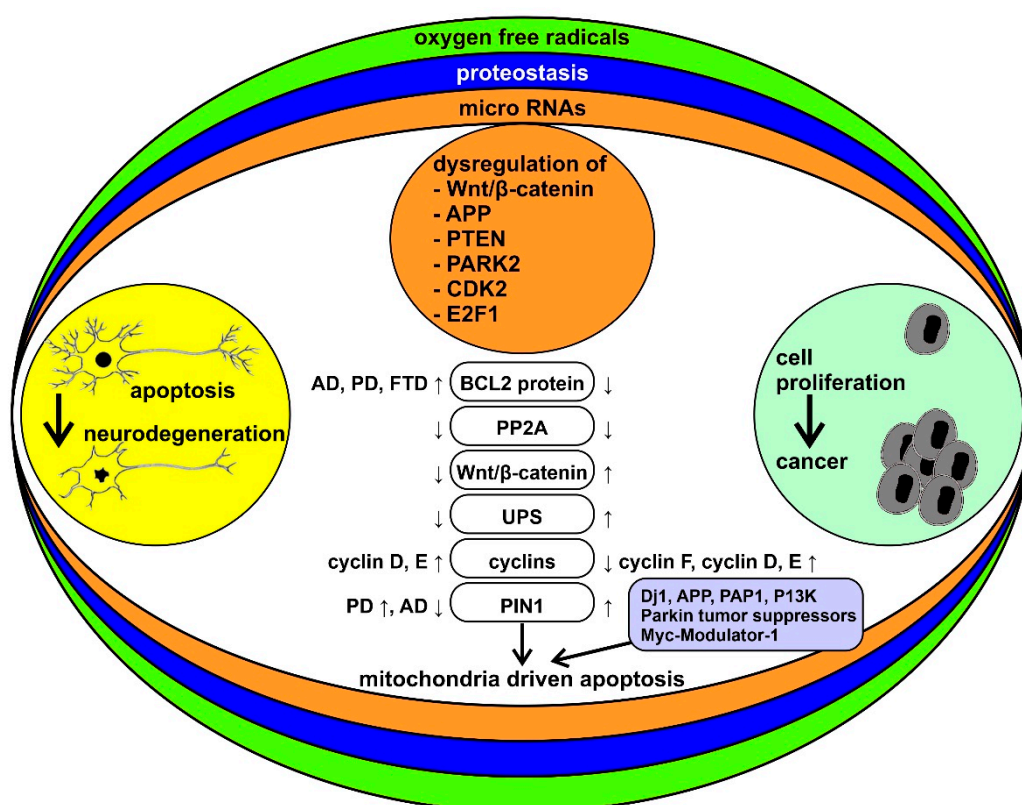 oxygen free radicals
proteostasis
micro RNAs
dysregulation of
- Wnt/β-catenin
- APP
- PTEN
- PARK2
- CDK2
- E2F1
apoptosis
neurodegeneration
cell
proliferation
cancer
AD, PD, FTD ↑ BCL2 protein ↓
↓ PP2A ↓
↓ Wnt/β-catenin ↑
↓ UPS ↑
cyclin D, E ↑ cyclins ↓ cyclin F, cyclin D, E ↑
PD ↑, AD ↓ PIN1 ↑
Dj1, APP, PAP1, P13K
Parkin tumor suppressors
Myc-Modulator-1
mitochondria driven apoptosis